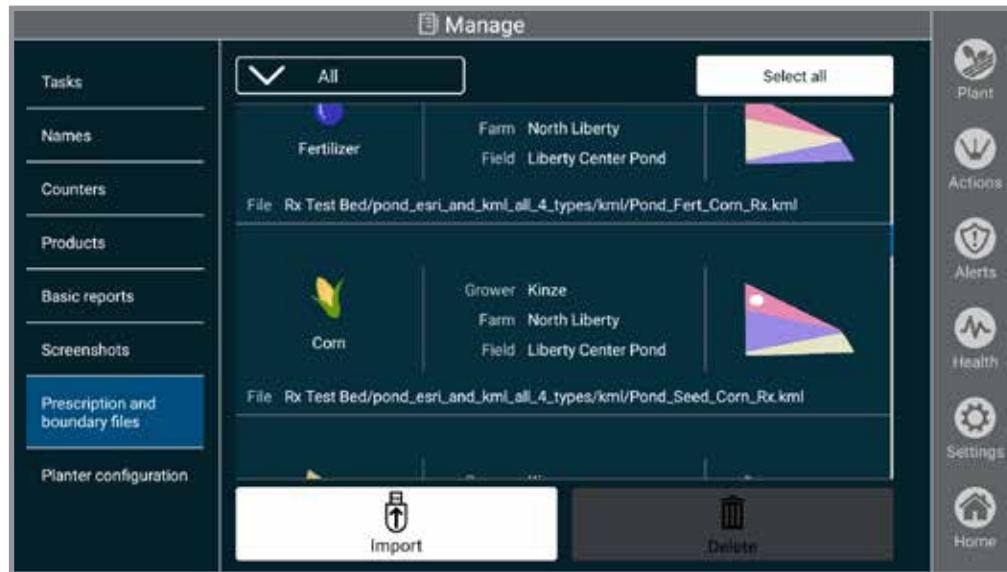 Manage
Tasks
Names
Counters
Products
Basic reports
Screenshots
Prescription and
boundary files
Planter configuration
All
Select all
Fertilizer
Farm North Liberty
Field Liberty Center Pond
File Rx Test Bed/pond_esri_and_kml_all_4_types/kml/Pond_Fert_Corn_Rx.kml
Corn
Grower Kinze
Farm North Liberty
Field Liberty Center Pond
File Rx Test Bed/pond_esri_and_kml_all_4_types/kml/Pond_Seed_Corn_Rx.kml
Import
Delete
Plant
Actions
Alerts
Health
Settings
Home